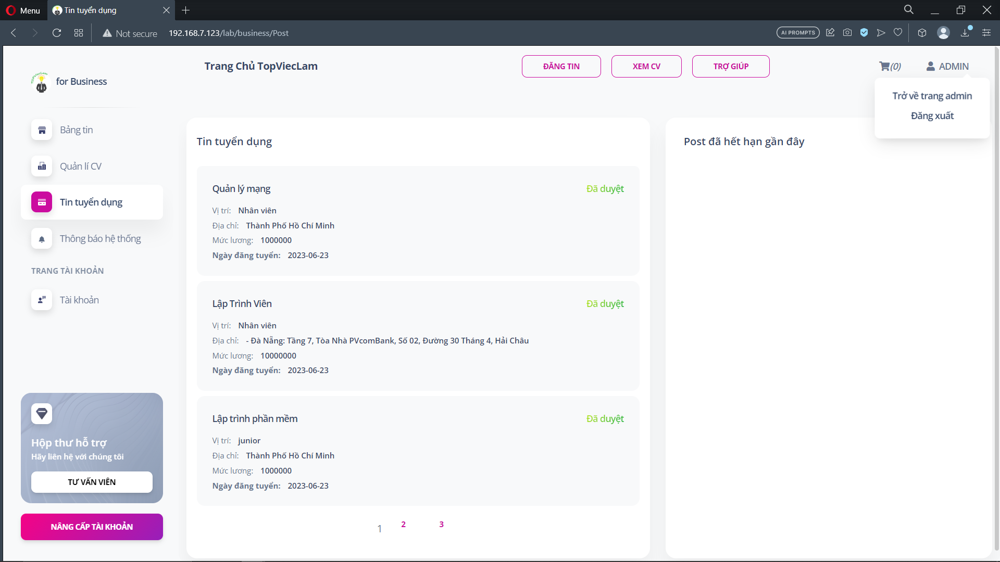 Menu
Tin tuyển dụng
Not secure
192.168.7.123/lab/business/Post
AI PROMPTS
TOPViecLam
for Business
Trang Chủ TopViecLam
ĐĂNG TIN
XEM CV
TRỢ GIÚP
(0)
ADMIN
Trở về trang admin
Đăng xuất
Bảng tin
Quản lí CV
Tin tuyển dụng
Thông báo hệ thống
TRANG TÀI KHOẢN
Tài khoản
Hộp thư hỗ trợ
Hãy liên hệ với chúng tôi
TƯ VẤN VIÊN
NÂNG CẤP TÀI KHOẢN
Tin tuyển dụng
Quản lý mạng
Đã duyệt
Vị trí: Nhân viên
Địa chỉ: Thành Phố Hồ Chí Minh
Mức lương: 1000000
Ngày đăng tuyển: 2023-06-23
Lập Trình Viên
Đã duyệt
Vị trí: Nhân viên
Địa chỉ: - Đà Nẵng: Tầng 7, Tòa Nhà PVcomBank, Số 02, Đường 30 Tháng 4, Hải Châu
Mức lương: 10000000
Ngày đăng tuyển: 2023-06-23
Lập trình phần mềm
Đã duyệt
Vị trí: junior
Địa chỉ: Thành Phố Hồ Chí Minh
Mức lương: 1000000
Ngày đăng tuyển: 2023-06-23
1 2 3
Post đã hết hạn gần đây